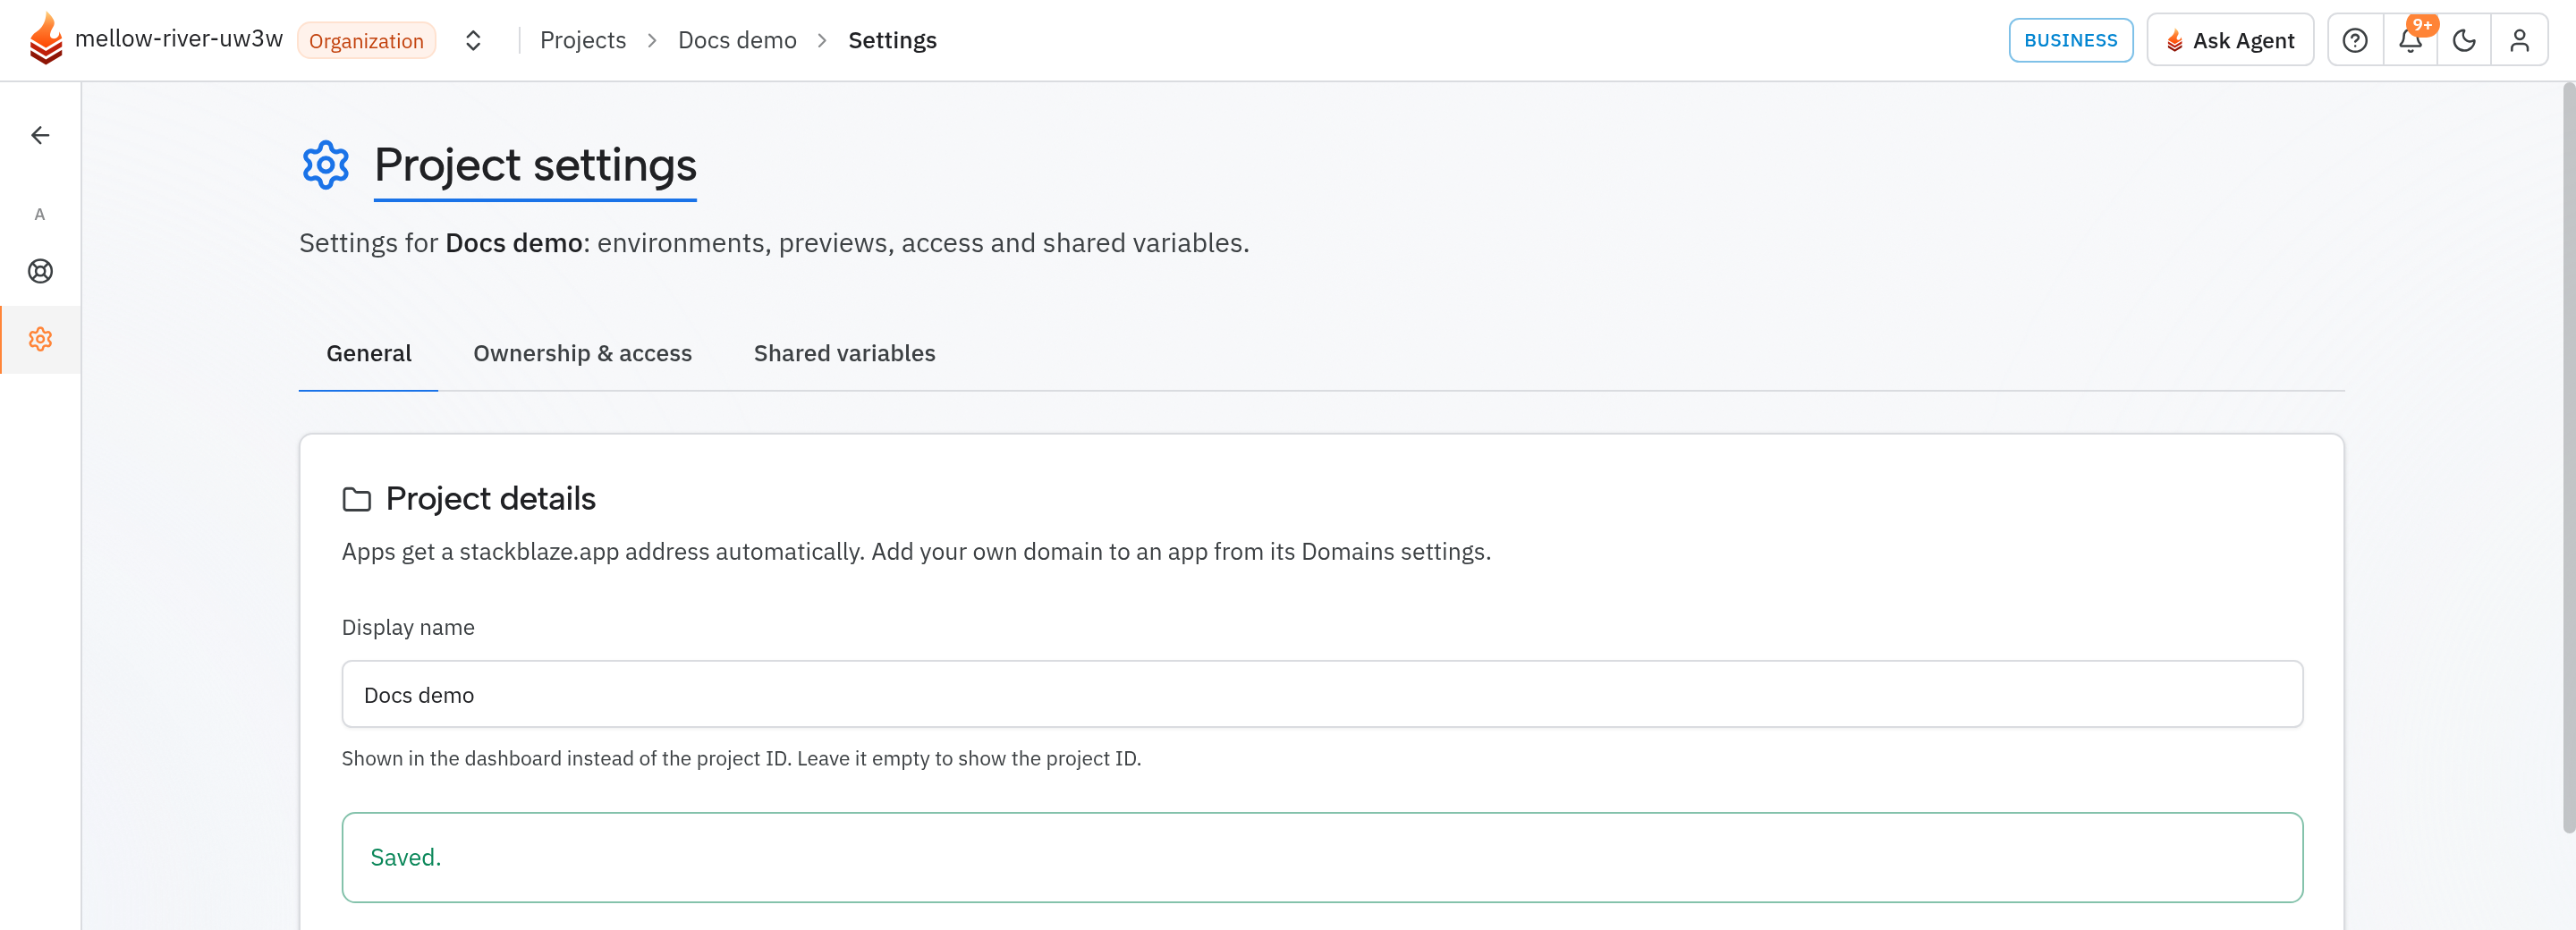 mellow-river-uw3w Organization Projects Docs demo Settings BUSINESS Ask Agent 9+
A
Project settings
Settings for Docs demo: environments, previews, access and shared variables.
General Ownership & access Shared variables
Project details
Apps get a stackblaze.app address automatically. Add your own domain to an app from its Domains settings.
Display name
Docs demo
Shown in the dashboard instead of the project ID. Leave it empty to show the project ID.
Saved.